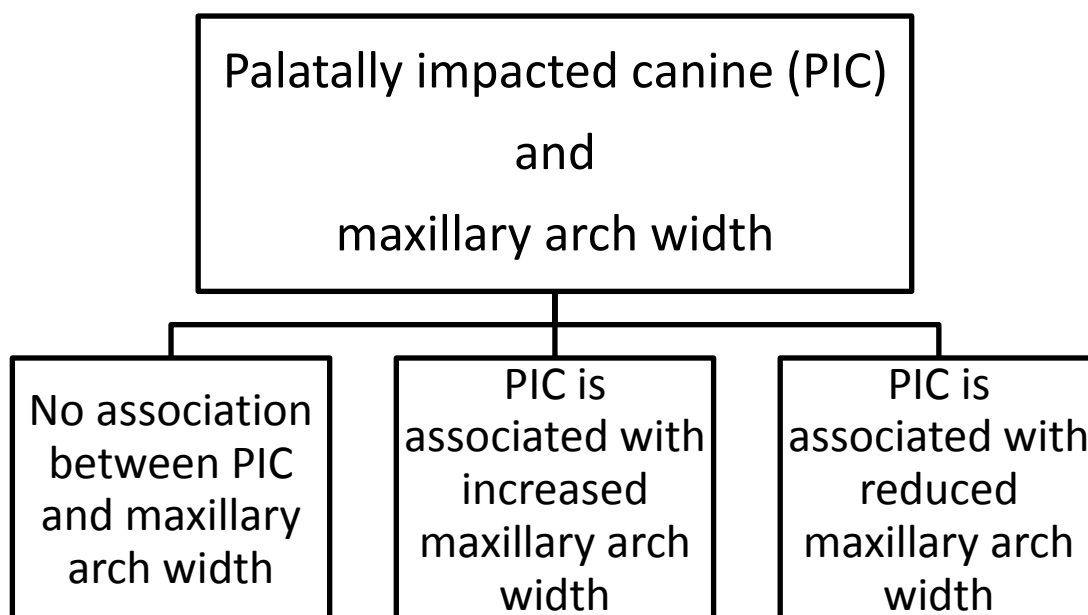 Palatally impacted canine (PIC)
and
maxillary arch width
No association
between PIC
and maxillary
arch width
PIC is
associated with
increased
maxillary arch
width
PIC is
associated with
reduced
maxillary arch
width